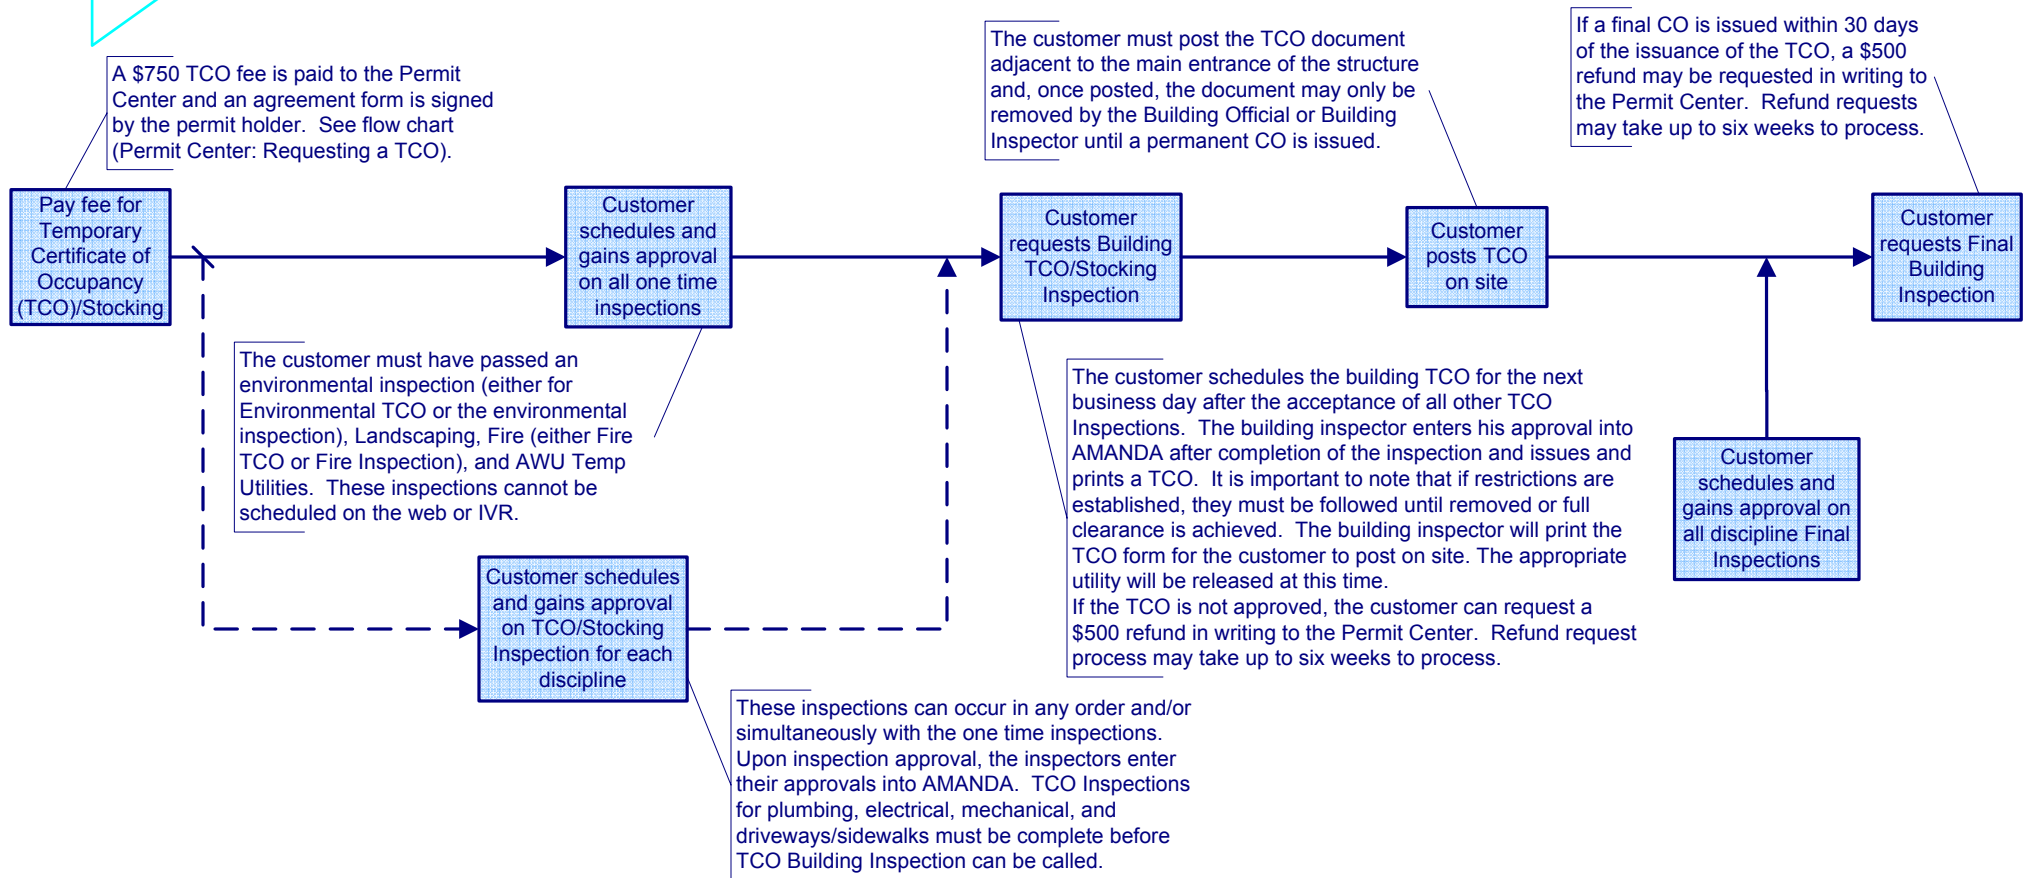 A $750 TCO fee is paid to the Permit
Center and an agreement form is signed
by the permit holder.  See flow chart
(Permit Center: Requesting a TCO).
The customer must post the TCO document
adjacent to the main entrance of the structure
and, once posted, the document may only be
removed by the Building Official or Building
Inspector until a permanent CO is issued.
If a final CO is issued within 30 days
of the issuance of the TCO, a $500
refund may be requested in writing to
the Permit Center.  Refund requests
may take up to six weeks to process.
Pay fee for
Temporary
Certificate of
Occupancy
(TCO)/Stocking
Customer
schedules and
gains approval
on all one time
inspections
Customer
requests Building
TCO/Stocking
Inspection
Customer
posts TCO
on site
Customer
requests Final
Building
Inspection
The customer must have passed an
environmental inspection (either for
Environmental TCO or the environmental
inspection), Landscaping, Fire (either Fire
TCO or Fire Inspection), and AWU Temp
Utilities.  These inspections cannot be
scheduled on the web or IVR.
The customer schedules the building TCO for the next
business day after the acceptance of all other TCO
Inspections.  The building inspector enters his approval into
AMANDA after completion of the inspection and issues and
prints a TCO.  It is important to note that if restrictions are
established, they must be followed until removed or full
clearance is achieved.  The building inspector will print the
TCO form for the customer to post on site. The appropriate
utility will be released at this time.
If the TCO is not approved, the customer can request a
$500 refund in writing to the Permit Center.  Refund request
process may take up to six weeks to process.
Customer
schedules and
gains approval on
all discipline Final
Inspections
Customer schedules
and gains approval
on TCO/Stocking
Inspection for each
discipline
These inspections can occur in any order and/or
simultaneously with the one time inspections.
Upon inspection approval, the inspectors enter
their approvals into AMANDA.  TCO Inspections
for plumbing, electrical, mechanical, and
driveways/sidewalks must be complete before
TCO Building Inspection can be called.